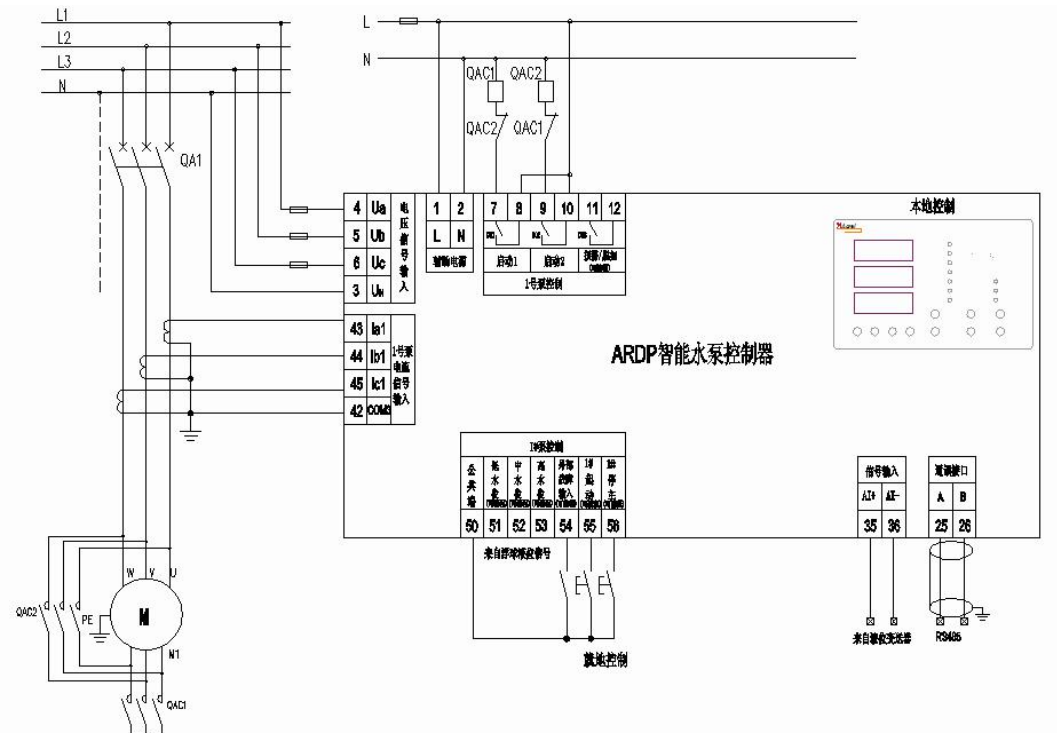 L1
L2
L3
N
L
N
QAC1
QAC2
QAC2
QAC1
QA1
4 Ua
5 Ub
6 Uc
3 UN
电压信号输入
1 2
L N
辅助电源
7 8 9 10 11 12
启动1
启动2
1号泵控制
本地控制
43 Ia1
44 Ib1
45 Ic1
42
1号泵电流信号输入
ARDP智能水泵控制器
1#泵控制
公共端
低水位
中水位
高水位
外部故障输入
1#起动
1#停车
50 51 52 53 54 55 56
来自浮球液位信号
就地控制
信号输入
AI+ AI-
35 36
来自液位变送器
通讯接口
A B
25 26
RS485
W V U
QAC2
PE
M
M1
QAC1